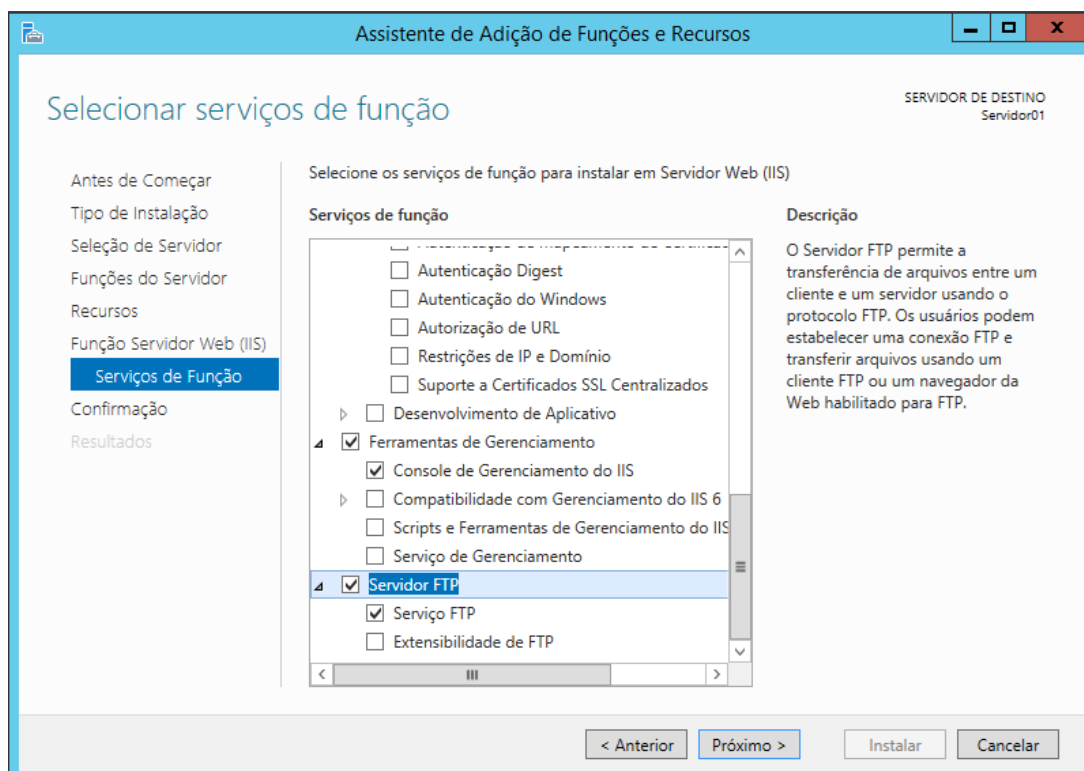 Assistente de Adição de Funções e Recursos
Selecionar serviços de função
SERVIDOR DE DESTINO
Servidor01
Antes de Começar
Tipo de Instalação
Seleção de Servidor
Funções do Servidor
Recursos
Função Servidor Web (IIS)
Serviços de Função
Confirmação
Resultados
Selecione os serviços de função para instalar em Servidor Web (IIS)
Serviços de função
Autenticação Digest
Autenticação do Windows
Autorização de URL
Restrições de IP e Domínio
Suporte a Certificados SSL Centralizados
Desenvolvimento de Aplicativo
Ferramentas de Gerenciamento
Console de Gerenciamento do IIS
Compatibilidade com Gerenciamento do IIS 6
Scripts e Ferramentas de Gerenciamento do IIS
Serviço de Gerenciamento
Servidor FTP
Serviço FTP
Extensibilidade de FTP
Descrição
O Servidor FTP permite a
transferência de arquivos entre um
cliente e um servidor usando o
protocolo FTP. Os usuários podem
estabelecer uma conexão FTP e
transferir arquivos usando um
cliente FTP ou um navegador da
Web habilitado para FTP.
< Anterior
Próximo >
Instalar
Cancelar